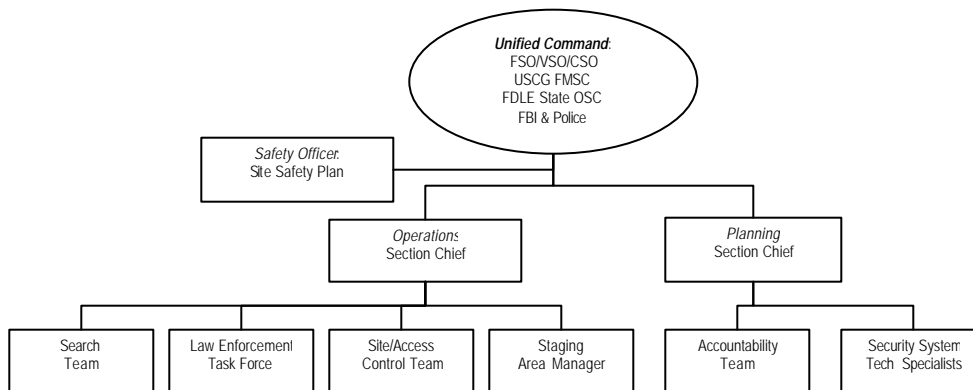 Unified Command:
FSO/VSO/CSO
USCG FMSC
FDLE State OSC
FBI & Police
Safety Officer:
Site Safety Plan
Operations
Section Chief
Planning
Section Chief
Search
Team
Law Enforcement
Task Force
Site/Access
Control Team
Staging
Area Manager
Accountability
Team
Security System
Tech Specialists